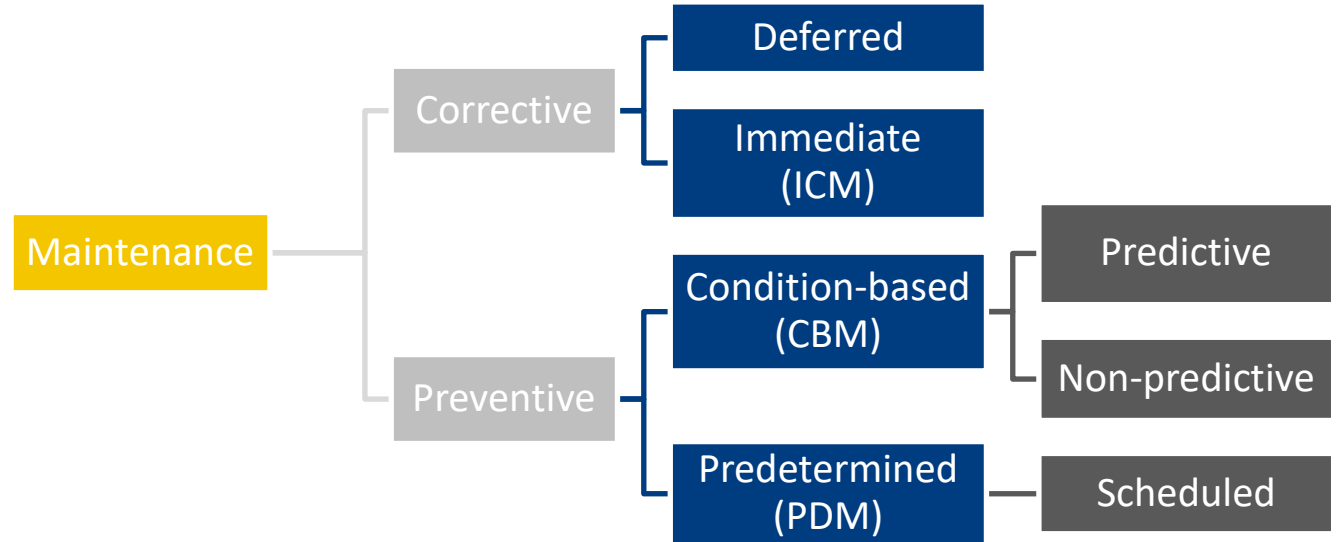 Maintenance
Corrective
Preventive
Deferred
Immediate
(ICM)
Condition-based
(CBM)
Predetermined
(PDM)
Predictive
Non-predictive
Scheduled